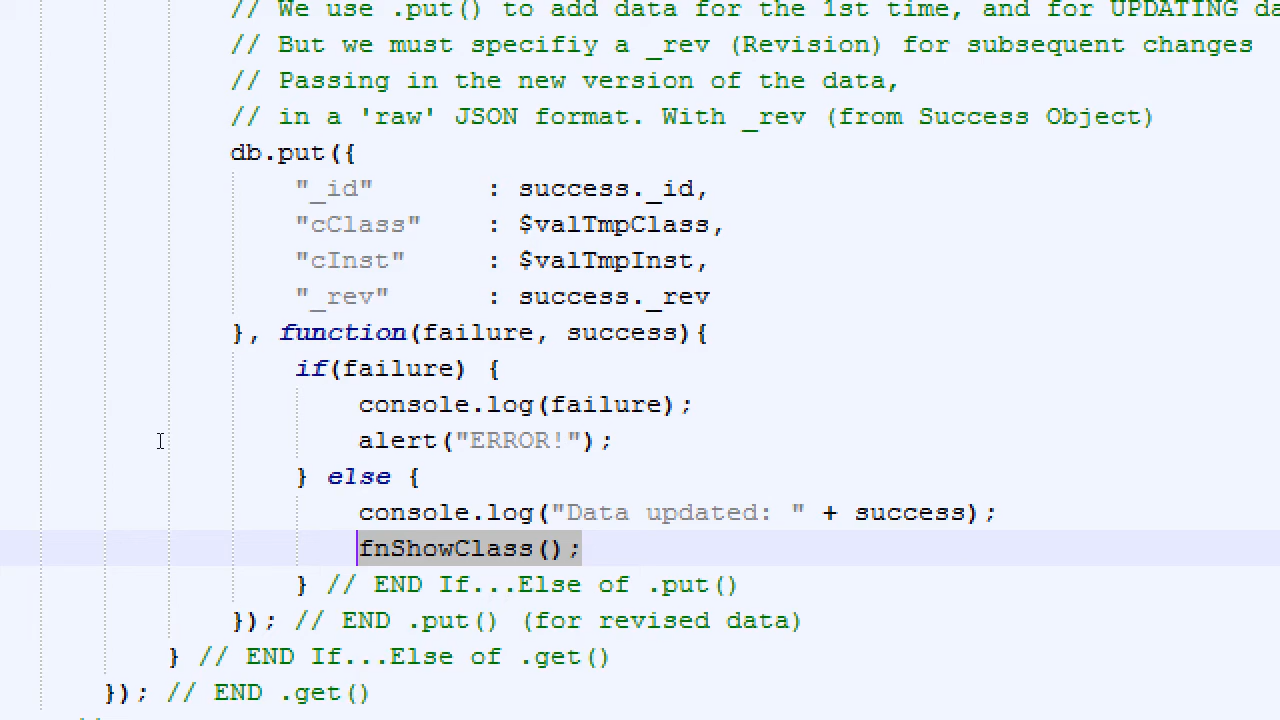 // We use .put() to add data for the 1st time, and for UPDATING
// But we must specifiy a _rev (Revision) for subsequent changes
// Passing in the new version of the data,
// in a 'raw' JSON format. With _rev (from Success Object)
db.put({
"_id" : success._id,
"cClass" : $valTmpClass,
"cInst" : $valTmpInst,
"_rev" : success._rev
}, function(failure, success){
if(failure) {
console.log(failure);
alert("ERROR!");
} else {
console.log("Data updated: " + success);
fnShowClass();
} // END If...Else of .put()
}); // END .put() (for revised data)
} // END If...Else of .get()
}); // END .get()